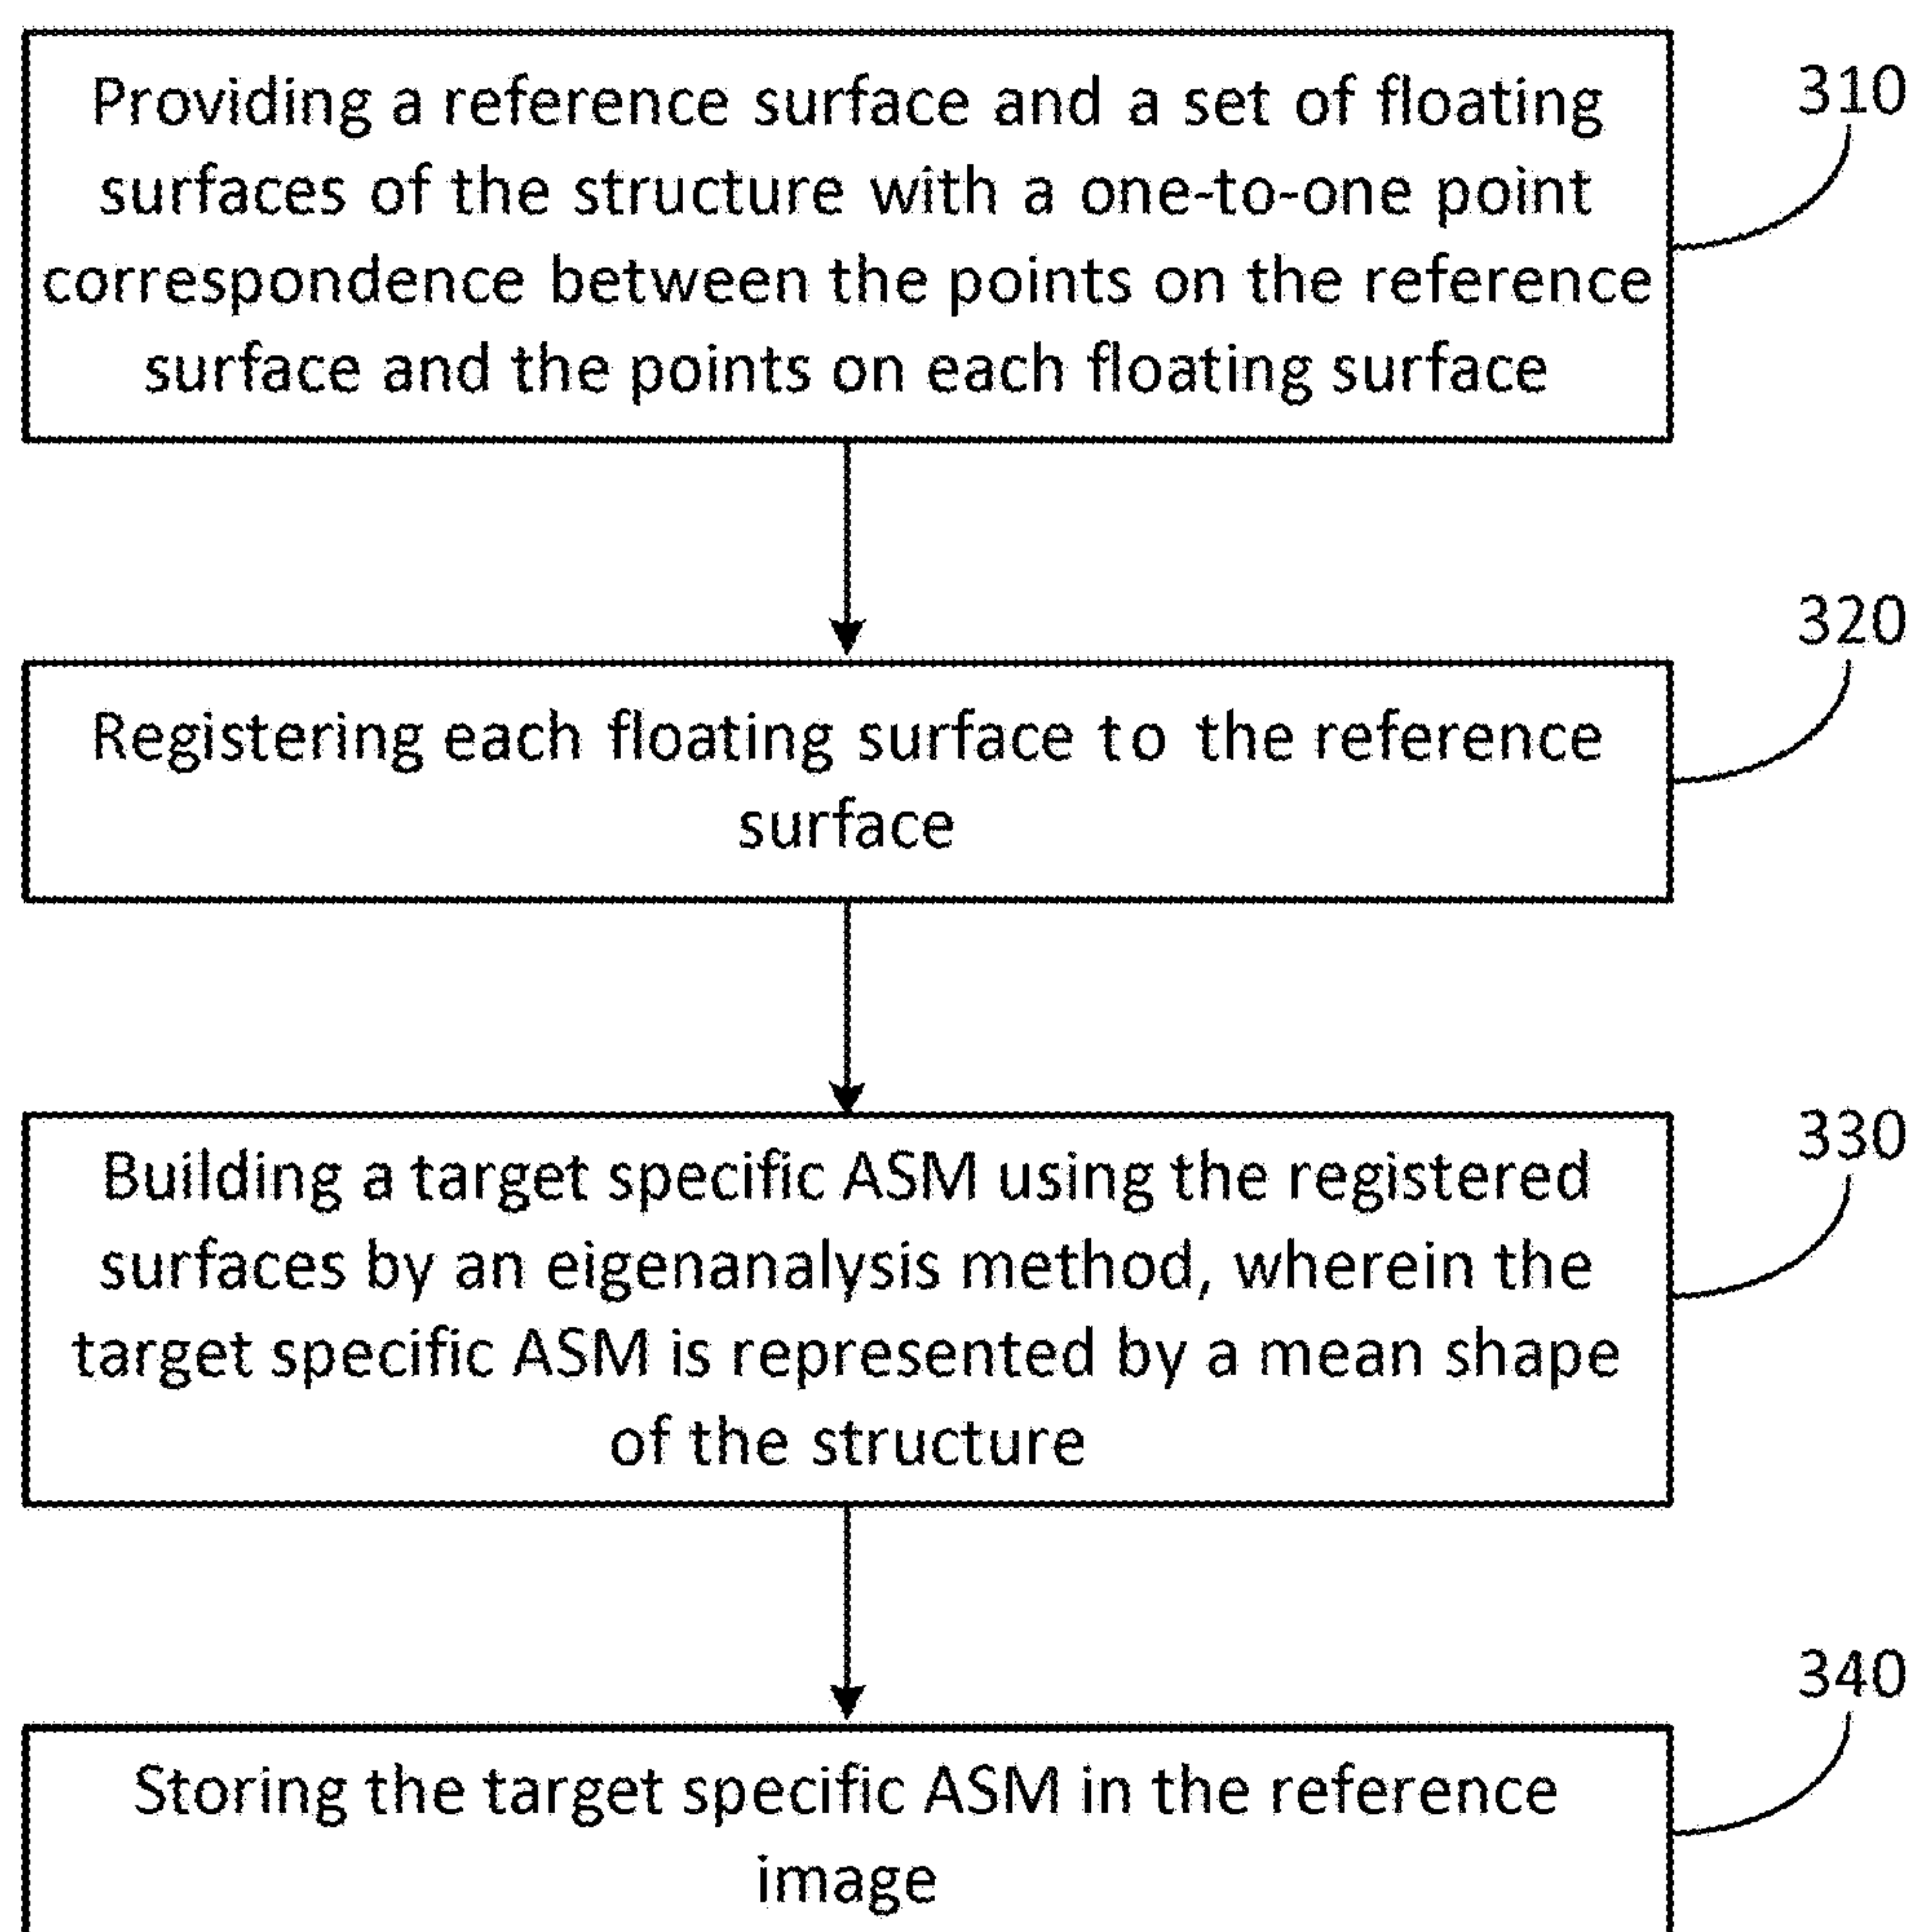 Providing a reference surface and a set of floating
surfaces of the structure with a one-to-one point
correspondence between the points on the reference
surface and the points on each floating surface
310
Registering each floating surface to the reference
surface
320
Building a target specific ASM using the registered
surfaces by an eigenanalysis method, wherein the
target specific ASM is represented by a mean shape
of the structure
330
Storing the target specific ASM in the reference
image
340